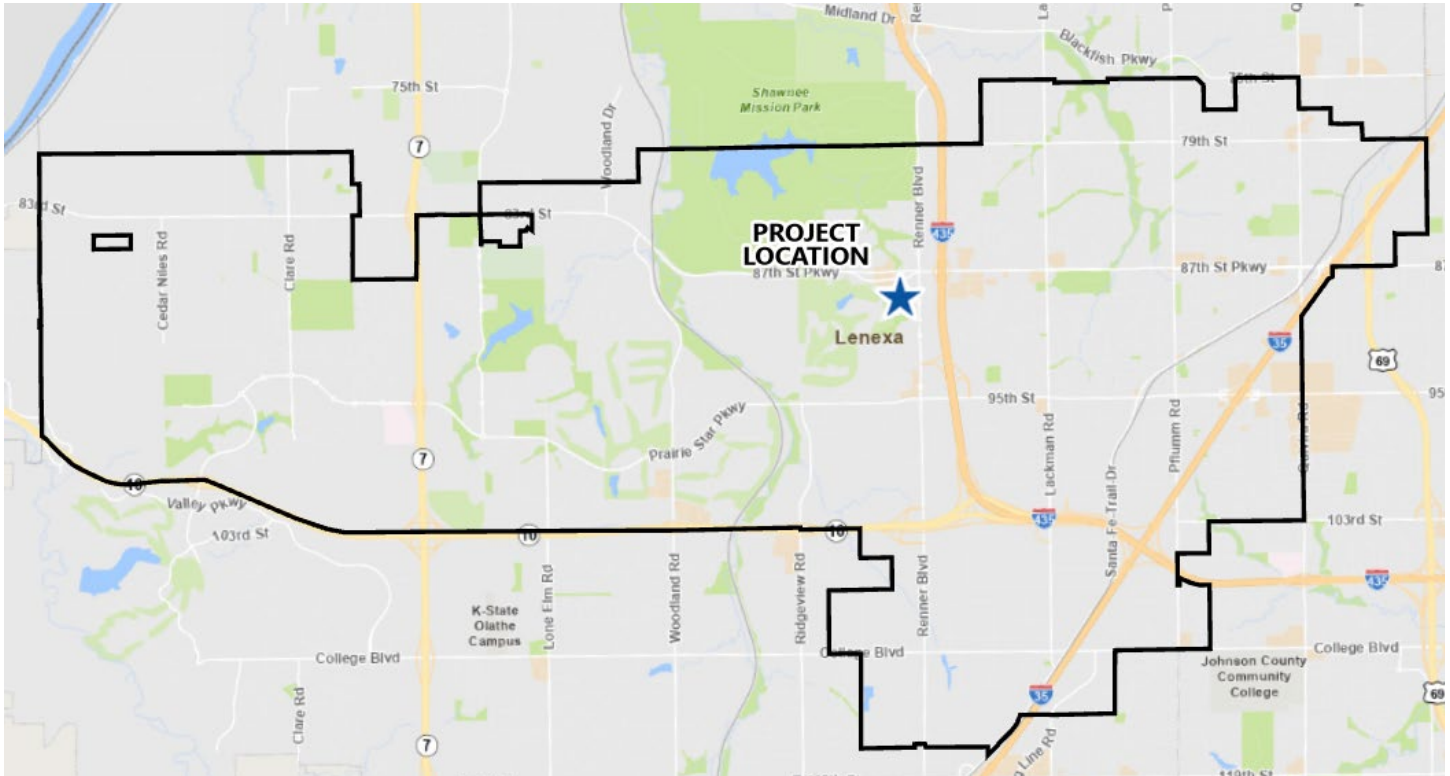 Midland Dr
Blackfish Pkwy
75th St
75th St
Shawnee
Mission Park
Woodland Dr
7
79th St
83rd St
83rd St
Renner Blvd
435
PROJECT
LOCATION
Cedar Niles Rd
Clare Rd
87th St Pkwy
87th St Pkwy
Lenexa
35
69
95th St
Prairie Star Pkwy
Lackman Rd
Pflumm Rd
7
10
Valley Pkwy
103rd St
435
103rd St
Santa Fe-Trail-Dr
10
10
435
Woodland Rd
Ridgeview Rd
Renner Blvd
Lone Elm Rd
K-State
Olathe
Campus
College Blvd
College Blvd
College Blvd
Johnson County
Community
College
Clare Rd
35
69
7
119th St